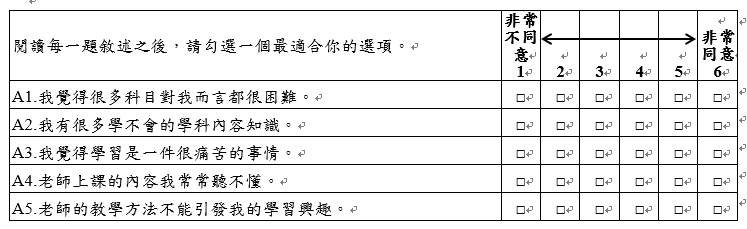 閱讀每一題敘述之後，請勾選一個最適合你的選項。 非常不同意 1 2 3 4 5 非常同意 6
A1.我覺得很多科目對我而言都很困難。 □ □ □ □ □ □
A2.我有很多學不會的學科內容知識。 □ □ □ □ □ □
A3.我覺得學習是一件很痛苦的事情。 □ □ □ □ □ □
A4.老師上課的內容我常常聽不懂。 □ □ □ □ □ □
A5.老師的教學方法不能引發我的學習興趣。 □ □ □ □ □ □